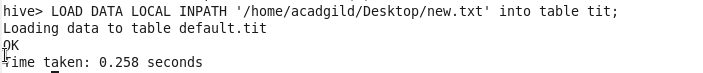 hive> LOAD DATA LOCAL INPATH '/home/acadgild/Desktop/new.txt' into table tit;
Loading data to table default.tit
OK
Time taken: 0.258 seconds